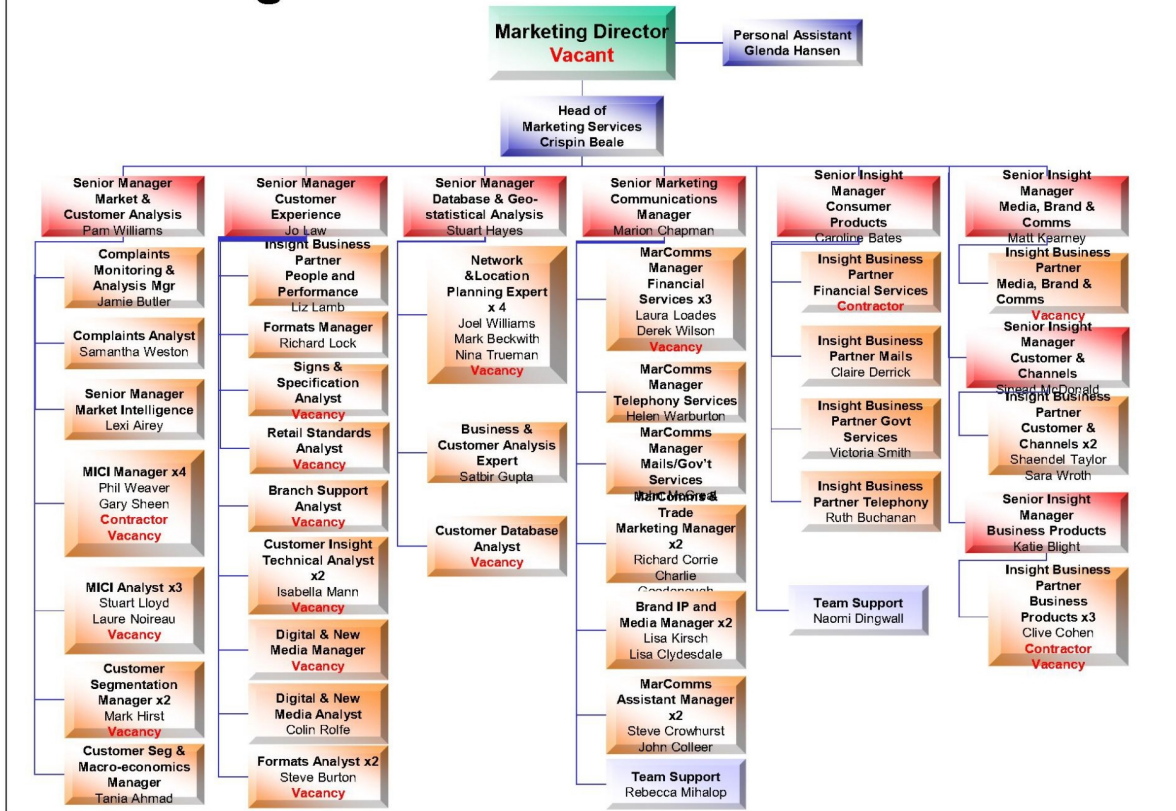 Marketing Director
Vacant
Personal Assistant
Glenda Hansen
Head of
Marketing Services
Crispin Beale
Senior Manager
Market &
Customer Analysis
Pam Williams
Complaints
Monitoring &
Analysis Mgr
Jamie Butler
Complaints Analyst
Samantha Weston
Senior Manager
Market Intelligence
Lexi Airey
MICI Manager x4
Phil Weaver
Gary Sheen
Contractor
Vacancy
MICI Analyst x3
Stuart Lloyd
Laure Noireau
Vacancy
Customer
Segmentation
Manager x2
Mark Hirst
Vacancy
Customer Seg &
Macro-economics
Manager
Tania Ahmad
Senior Manager
Customer
Experience
Jo Law
Insight Business
Partner
People and
Performance
Liz Lamb
Formats Manager
Richard Lock
Signs &
Specification
Analyst
Vacancy
Retail Standards
Analyst
Vacancy
Branch Support
Analyst
Vacancy
Customer Insight
Technical Analyst
x2
Isabella Mann
Vacancy
Digital & New
Media Manager
Vacancy
Digital & New
Media Analyst
Colin Rolfe
Formats Analyst x2
Steve Burton
Vacancy
Senior Manager
Database & Geo-
statistical Analysis
Stuart Hayes
Network
&Location
Planning Expert
x 4
Joel Williams
Mark Beckwith
Nina Trueman
Vacancy
Business &
Customer Analysis
Expert
Satbir Gupta
Customer Database
Analyst
Vacancy
Senior Marketing
Communications
Manager
Marion Chapman
MarComms
Manager
Financial
Services x3
Laura Loades
Derek Wilson
Vacancy
MarComms
Manager
Telephony Services
Helen Warburton
MarComms
Manager
Mails/Gov't
Services
MarComms &
Trade
Marketing Manager
x2
Richard Corrie
Charlie
Brand IP and
Media Manager x2
Lisa Kirsch
Lisa Clydesdale
MarComms
Assistant Manager
x2
Steve Crowhurst
John Colleer
Team Support
Rebecca Mihalop
Senior Insight
Manager
Consumer
Products
Caroline Bates
Insight Business
Partner
Financial Services
Contractor
Insight Business
Partner Mails
Claire Derrick
Insight Business
Partner Govt
Services
Victoria Smith
Insight Business
Partner Telephony
Ruth Buchanan
Team Support
Naomi Dingwall
Senior Insight
Manager
Media, Brand &
Comms
Matt Kearney
Insight Business
Partner
Media, Brand &
Comms
Vacancy
Senior Insight
Manager
Customer &
Channels
Sinead McDonald
Insight Business
Partner
Customer &
Channels x2
Shaendel Taylor
Sara Wroth
Senior Insight
Manager
Business Products
Katie Blight
Insight Business
Partner
Business
Products x3
Clive Cohen
Contractor
Vacancy